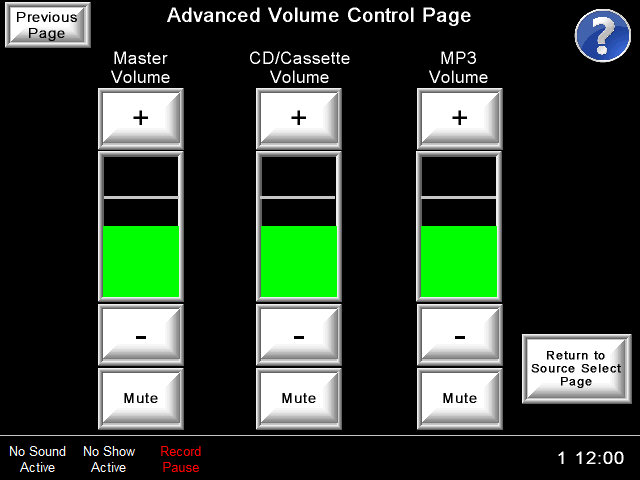 Previous
Page
Advanced Volume Control Page
?
Master
Volume
CD/Cassette
Volume
MP3
Volume
+
+
+
-
-
-
Mute
Mute
Mute
Return to
Source Select
Page
No Sound
Active
No Show
Active
Record
Pause
1 12:00